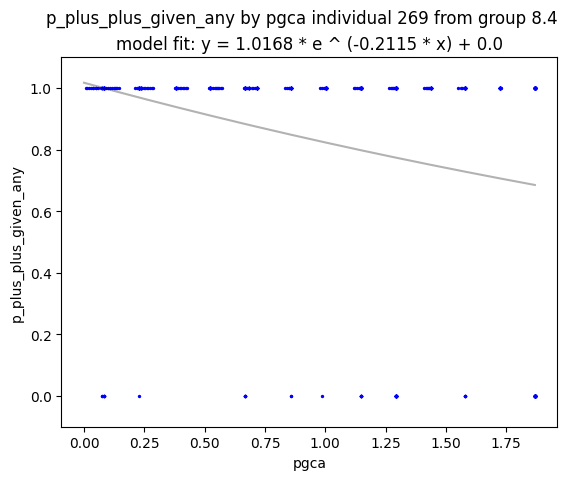 p_plus_plus_given_any by pgca individual 269 from group 8.4
model fit: y = 1.0168 * e ^ (-0.2115 * x) + 0.0
1.0
0.8
0.6
0.4
0.2
0.0
p_plus_plus_given_any
0.00 0.25 0.50 0.75 1.00 1.25 1.50 1.75
pgca